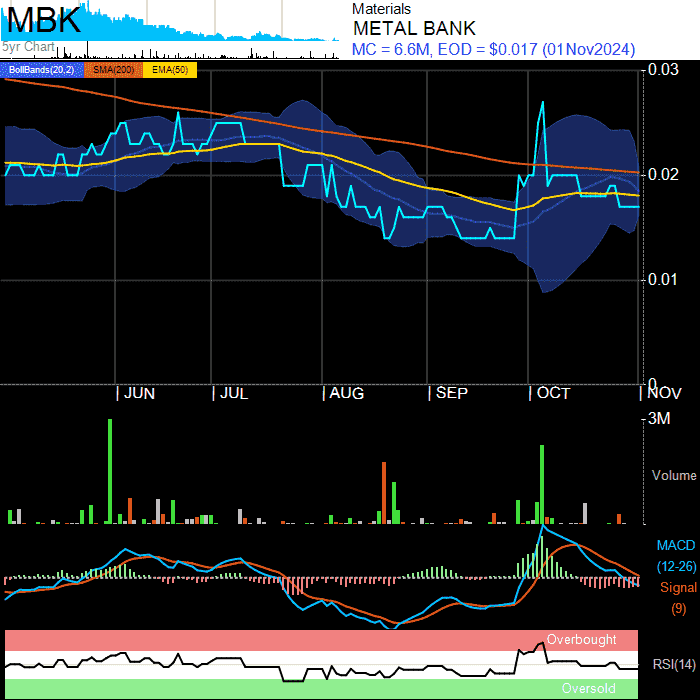 MBK
5yr Chart
Materials
METAL BANK
MC = 6.6M, EOD = $0.017 (01Nov2024)
BollBands(20,2) SMA(200) EMA(50)
0.03
0.02
0.01
0
JUN JUL AUG SEP OCT NOV
3M
Volume
MACD
(12-26)
Signal
(9)
Overbought
RSI(14)
Oversold